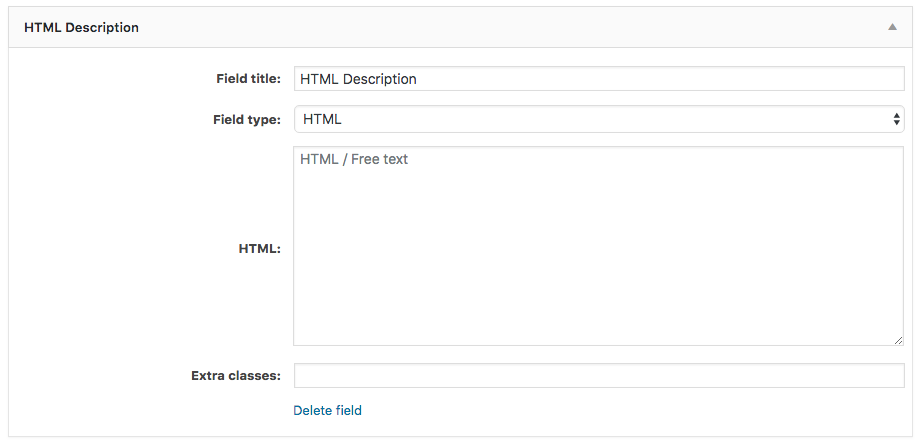 HTML Description
Field title: HTML Description
Field type: HTML
HTML / Free text
HTML:
Extra classes:
Delete field